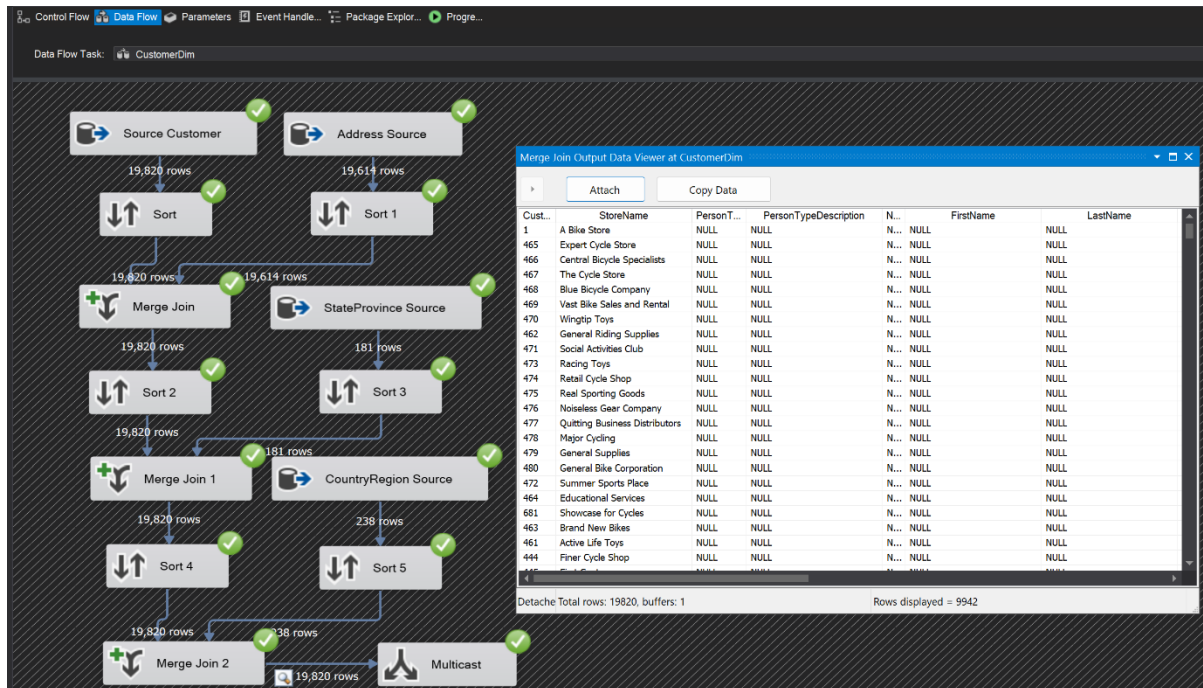 Control Flow Data Flow Parameters Event Handle... Package Explor... Progre...
Data Flow Task: CustomerDim
Source Customer
Address Source
19,820 rows
19,614 rows
Sort
Sort 1
19,820 rows
19,614 rows
Merge Join
StateProvince Source
19,820 rows
181 rows
Sort 2
Sort 3
19,820 rows
181 rows
Merge Join 1
CountryRegion Source
19,820 rows
238 rows
Sort 4
Sort 5
19,820 rows
238 rows
Merge Join 2
19,820 rows
Multicast
Merge Join Output Data Viewer at CustomerDim
Attach Copy Data
Cust... StoreName PersonT... PersonTypeDescription N... FirstName LastName
1 A Bike Store NULL NULL N... NULL NULL
465 Expert Cycle Store NULL NULL N... NULL NULL
466 Central Bicycle Specialists NULL NULL N... NULL NULL
467 The Cycle Store NULL NULL N... NULL NULL
468 Blue Bicycle Company NULL NULL N... NULL NULL
469 Vast Bike Sales and Rental NULL NULL N... NULL NULL
470 Wingtip Toys NULL NULL N... NULL NULL
462 General Riding Supplies NULL NULL N... NULL NULL
471 Social Activities Club NULL NULL N... NULL NULL
473 Racing Toys NULL NULL N... NULL NULL
474 Retail Cycle Shop NULL NULL N... NULL NULL
475 Real Sporting Goods NULL NULL N... NULL NULL
476 Noiseless Gear Company NULL NULL N... NULL NULL
477 Quitting Business Distributors NULL NULL N... NULL NULL
478 Major Cycling NULL NULL N... NULL NULL
479 General Supplies NULL NULL N... NULL NULL
480 General Bike Corporation NULL NULL N... NULL NULL
472 Summer Sports Place NULL NULL N... NULL NULL
464 Educational Services NULL NULL N... NULL NULL
681 Showcase for Cycles NULL NULL N... NULL NULL
463 Brand New Bikes NULL NULL N... NULL NULL
461 Active Life Toys NULL NULL N... NULL NULL
444 Finer Cycle Shop NULL NULL N... NULL NULL
Detache Total rows: 19820, buffers: 1 Rows displayed = 9942